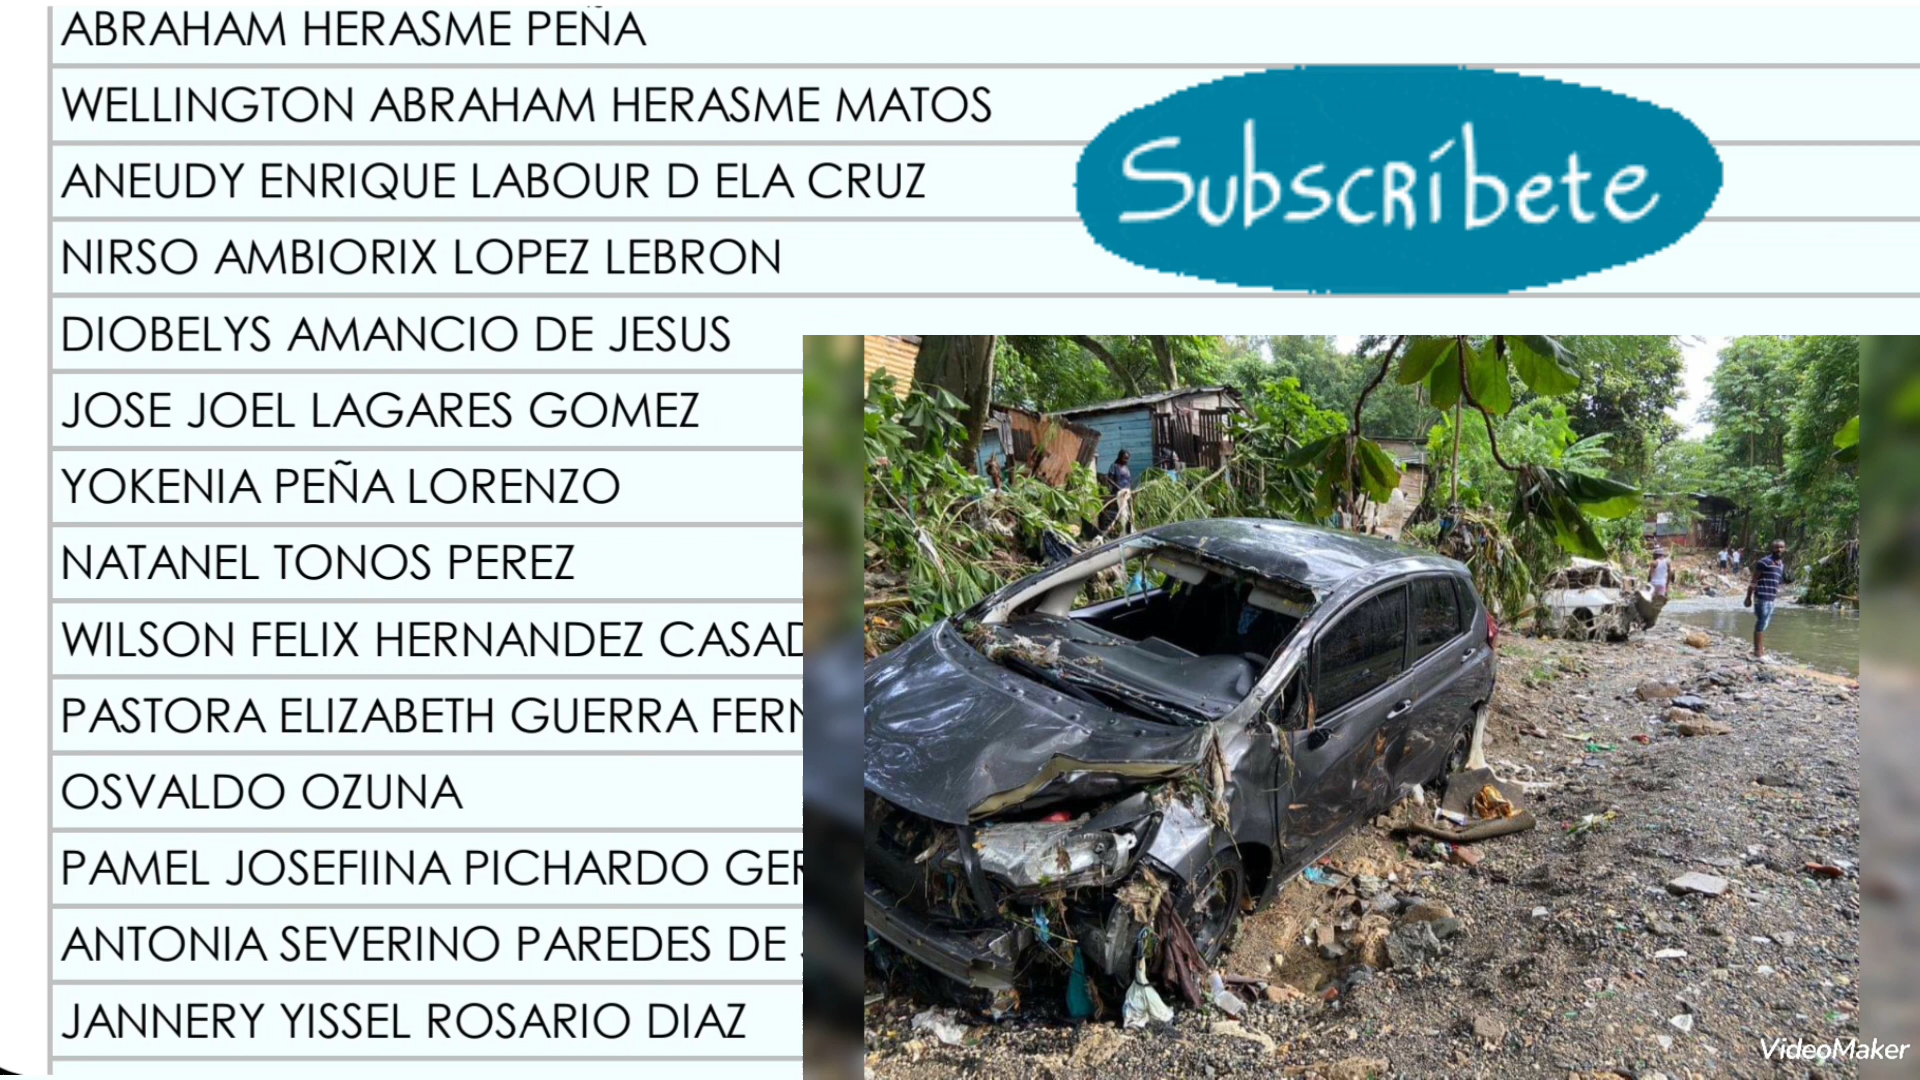 ABRAHAM HERASME PEÑA
WELLINGTON ABRAHAM HERASME MATOS
ANEUDY ENRIQUE LABOUR D ELA CRUZ
NIRSO AMBIORIX LOPEZ LEBRON
DIOBELYS AMANCIO DE JESUS
JOSE JOEL LAGARES GOMEZ
YOKENIA PEÑA LORENZO
NATANEL TONOS PEREZ
WILSON FELIX HERNANDEZ
PASTORA ELIZABETH GUERRA
OSVALDO OZUNA
PAMEL JOSEFIINA PICHARDO
ANTONIA SEVERINO PAREDES DE
JANNERY YISSEL ROSARIO DIAZ
Subscríbete
VideoMaker